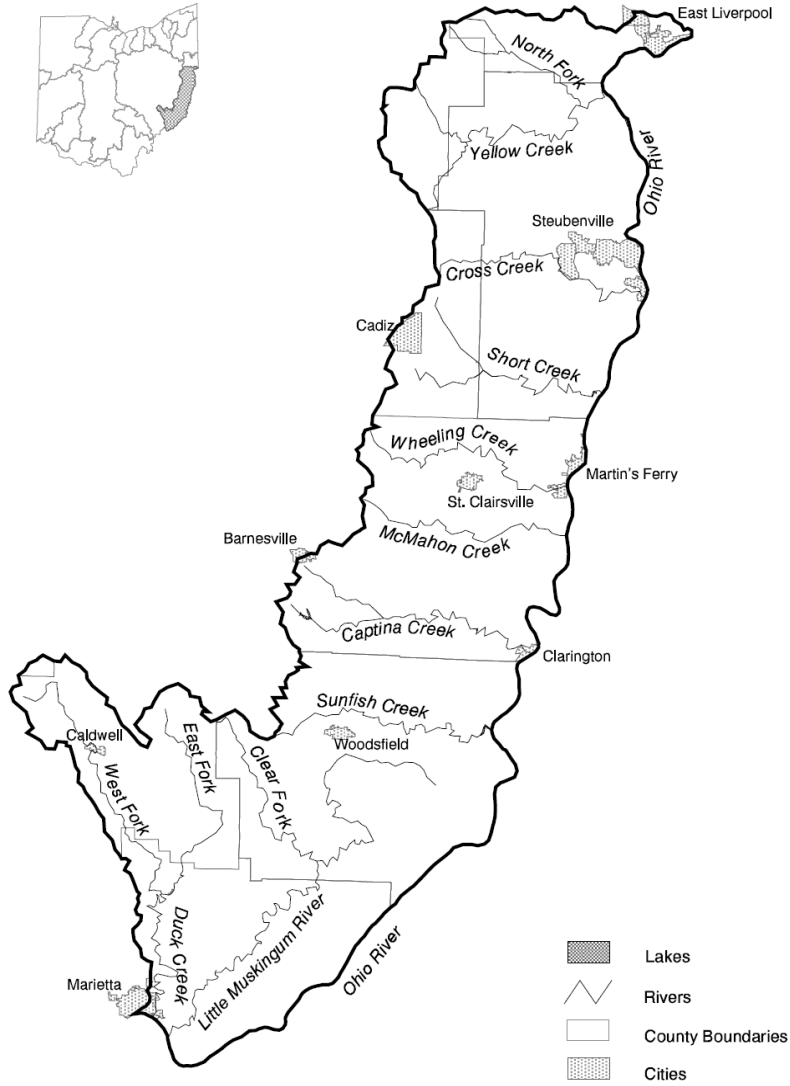 East Liverpool
North Fork
Yellow Creek
Ohio River
Steubenville
Cross Creek
Cadiz
Short Creek
Wheeling Creek
Martin's Ferry
St. Clairsville
Barnesville
McMahon Creek
Captina Creek
Clarington
Sunfish Creek
Caldwell
East Fork
Woodsfield
Clear Fork
West Fork
Duck Creek
Little Muskingum River
Ohio River
Marietta
Lakes
Rivers
County Boundaries
Cities